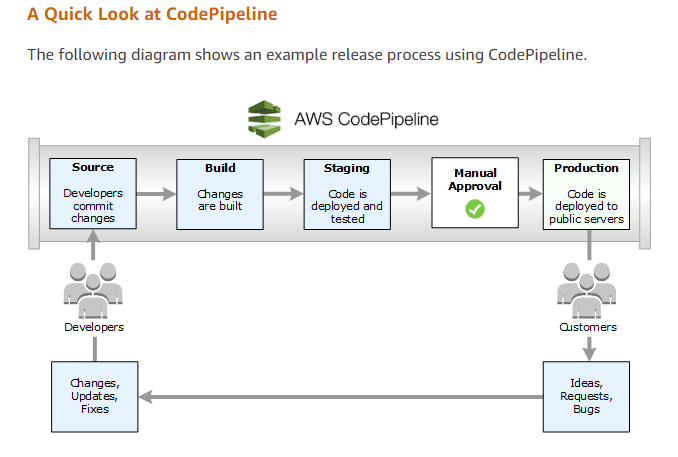 A Quick Look at CodePipeline
The following diagram shows an example release process using CodePipeline.
AWS CodePipeline
Source
Developers
commit
changes
Build
Changes
are built
Staging
Code is
deployed and
tested
Manual
Approval
Production
Code is
deployed to
public servers
Developers
Customers
Changes,
Updates,
Fixes
Ideas,
Requests,
Bugs